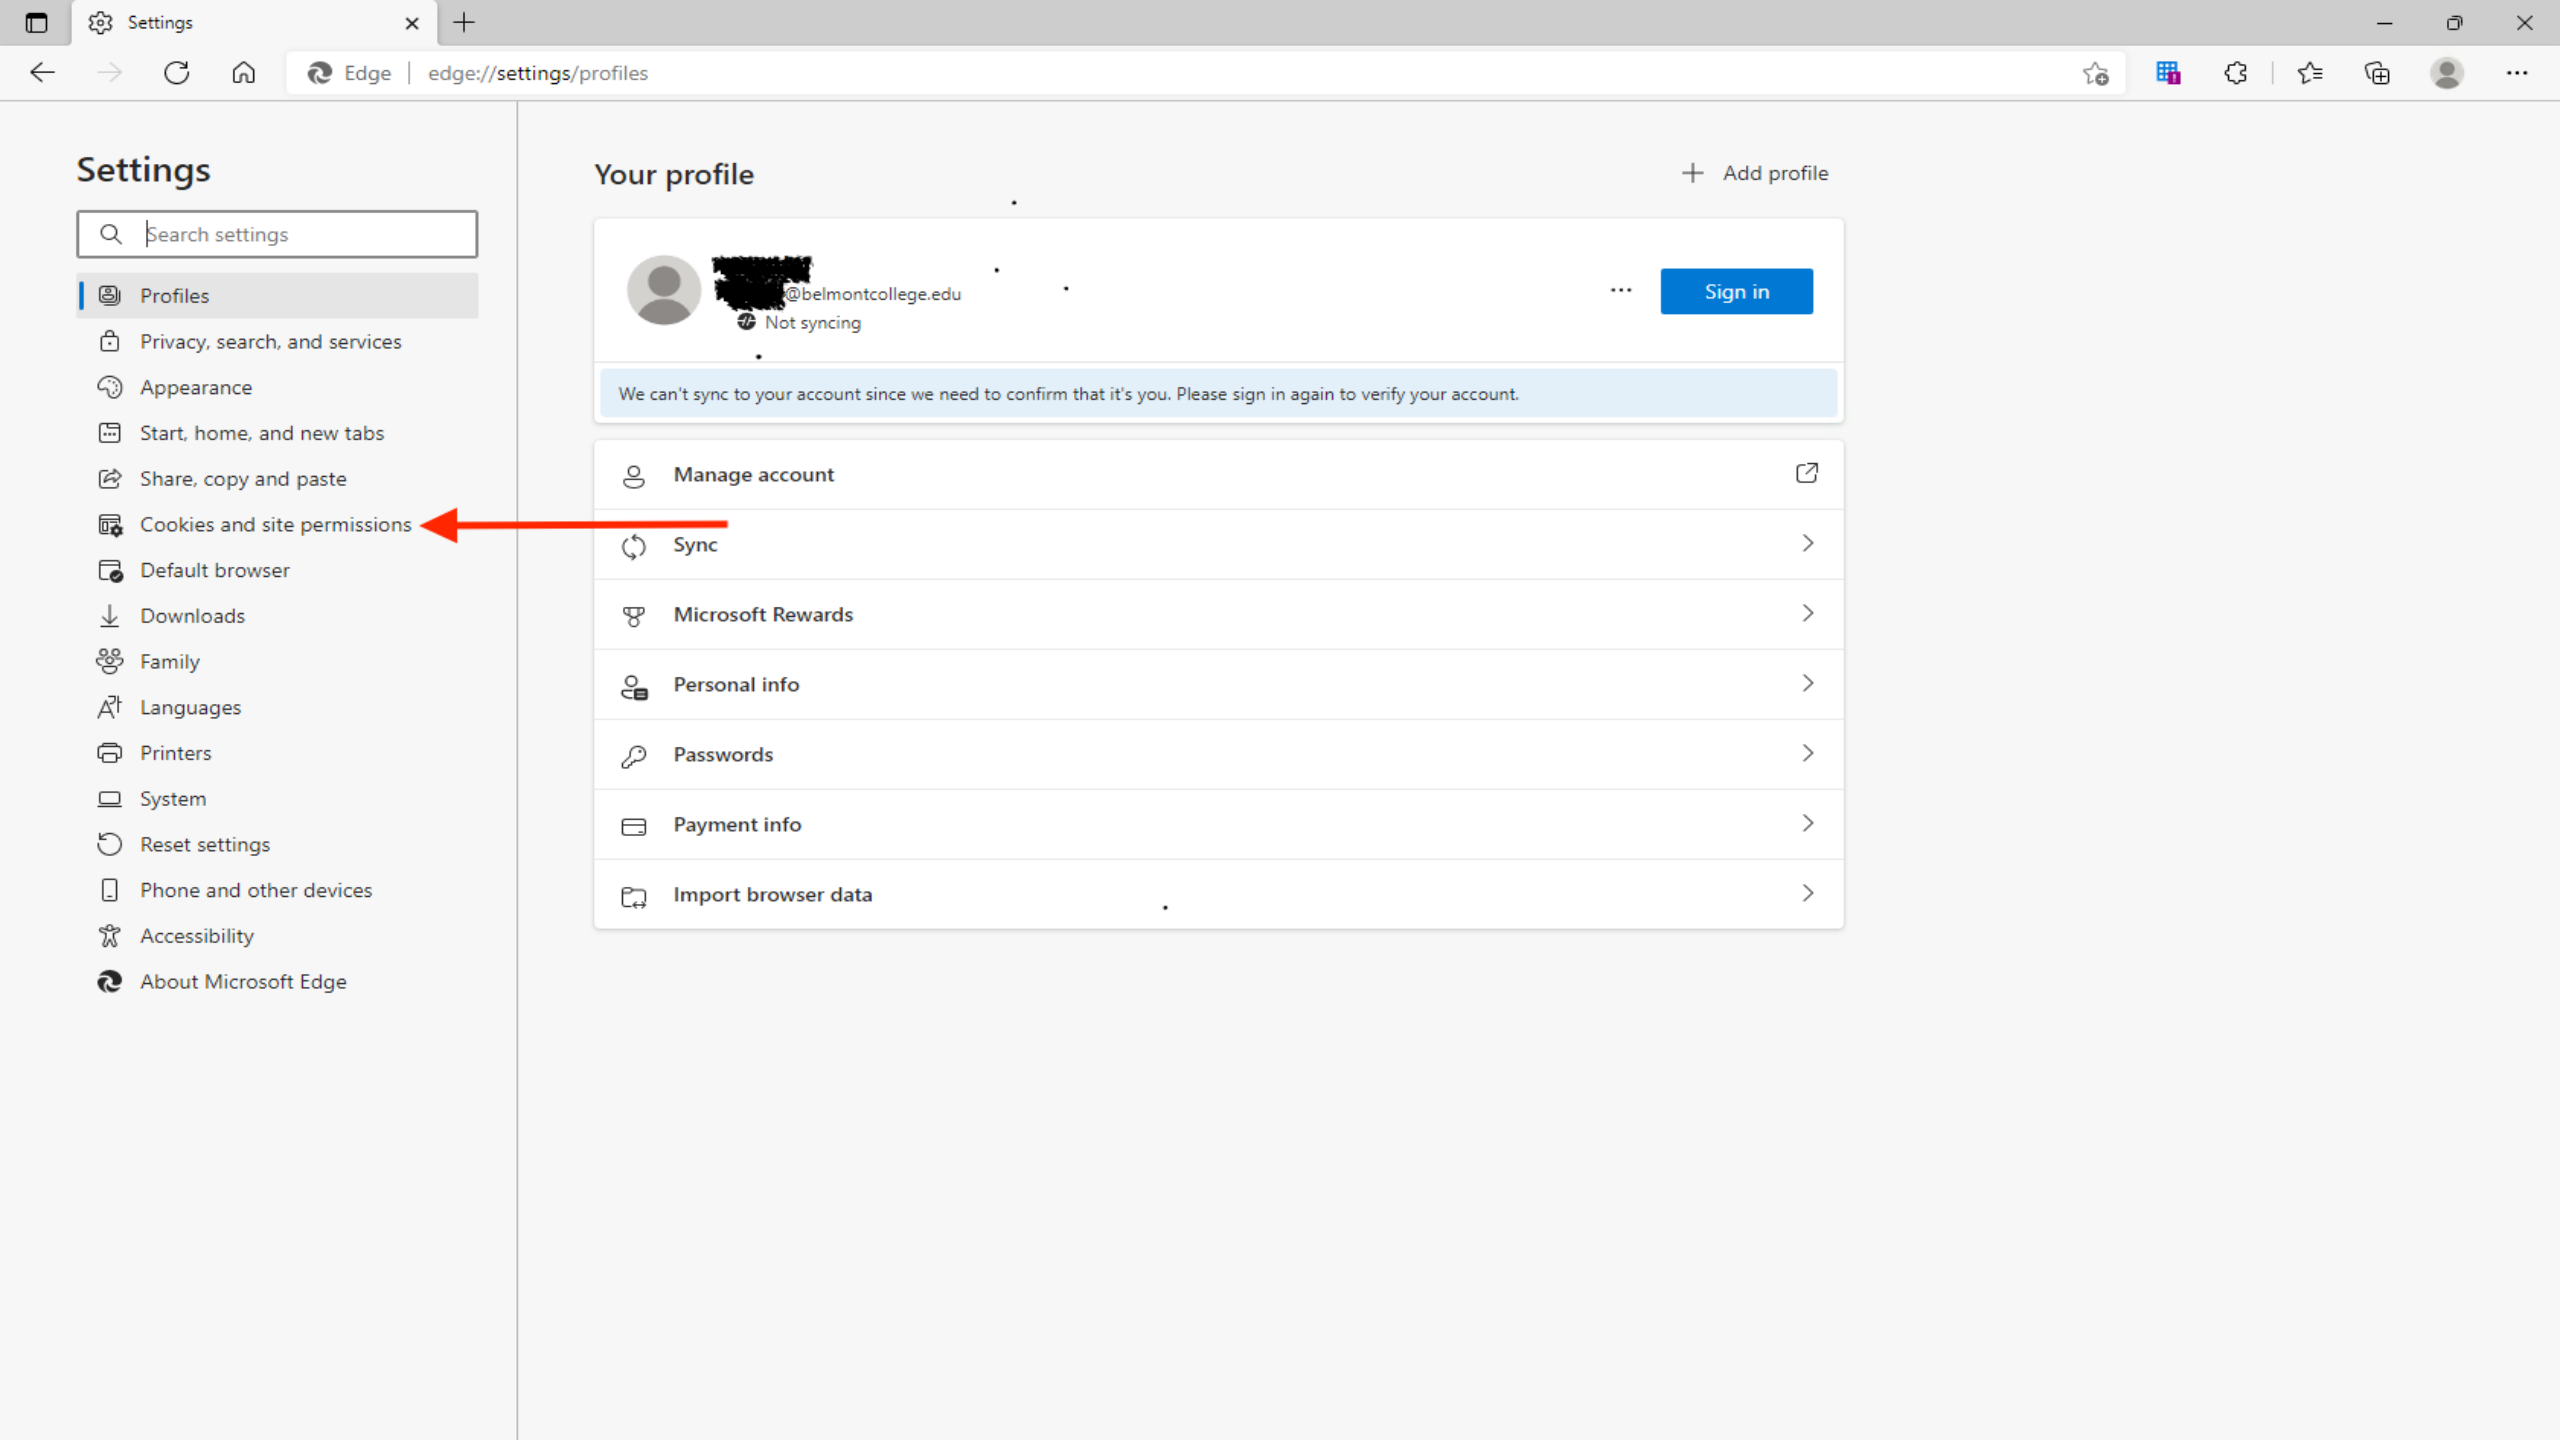 Settings
Edge
edge://settings/profiles
Settings
Search settings
Profiles
Privacy, search, and services
Appearance
Start, home, and new tabs
Share, copy and paste
Cookies and site permissions
Default browser
Downloads
Family
Languages
Printers
System
Reset settings
Phone and other devices
Accessibility
About Microsoft Edge
Your profile
Add profile
@belmontcollege.edu
Not syncing
Sign in
We can't sync to your account since we need to confirm that it's you. Please sign in again to verify your account.
Manage account
Sync
Microsoft Rewards
Personal info
Passwords
Payment info
Import browser data